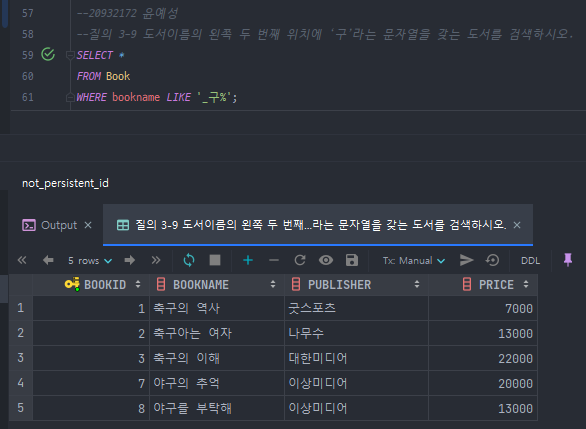 57 --20932172 윤예성
58 --질의 3-9 도서이름의 왼쪽 두 번째 위치에 '구'라는 문자열을 갖는 도서를 검색하시오.
59 SELECT *
60 FROM Book
61 WHERE bookname LIKE '_구%';
not_persistent_id
Output × 질의 3-9 도서이름의 왼쪽 두 번째...라는 문자열을 갖는 도서를 검색하시오. ×
5 rows Tx: Manual DDL
BOOKID BOOKNAME PUBLISHER PRICE
1 1 축구의 역사 굿스포츠 7000
2 2 축구아는 여자 나무수 13000
3 3 축구의 이해 대한미디어 22000
4 7 야구의 추억 이상미디어 20000
5 8 야구를 부탁해 이상미디어 13000